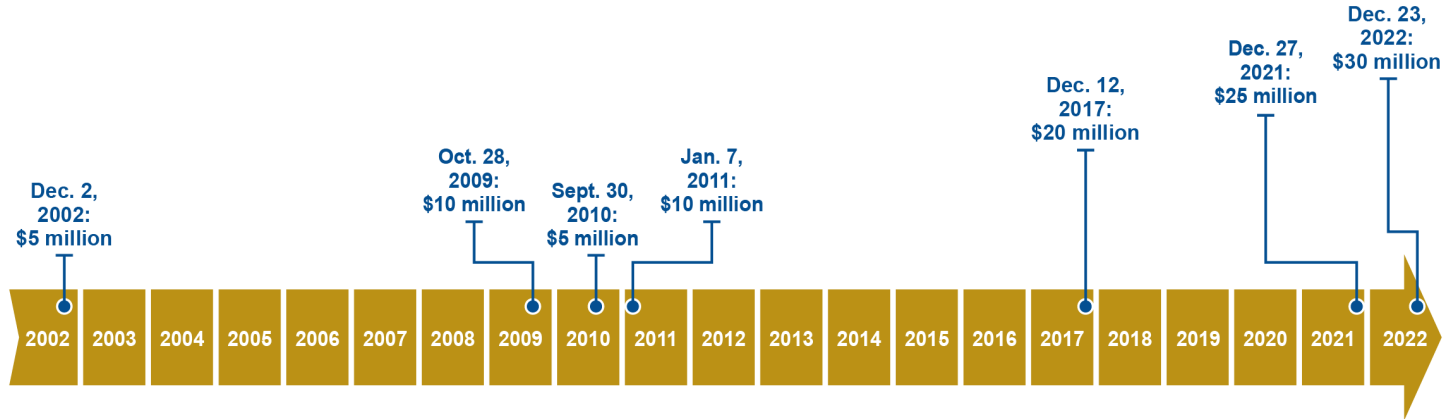 Dec. 2,
2002:
$5 million
Oct. 28,
2009:
$10 million
Sept. 30,
2010:
$5 million
Jan. 7,
2011:
$10 million
Dec. 12,
2017:
$20 million
Dec. 27,
2021:
$25 million
Dec. 23,
2022:
$30 million
2002 2003 2004 2005 2006 2007 2008 2009 2010 2011 2012 2013 2014 2015 2016 2017 2018 2019 2020 2021 2022